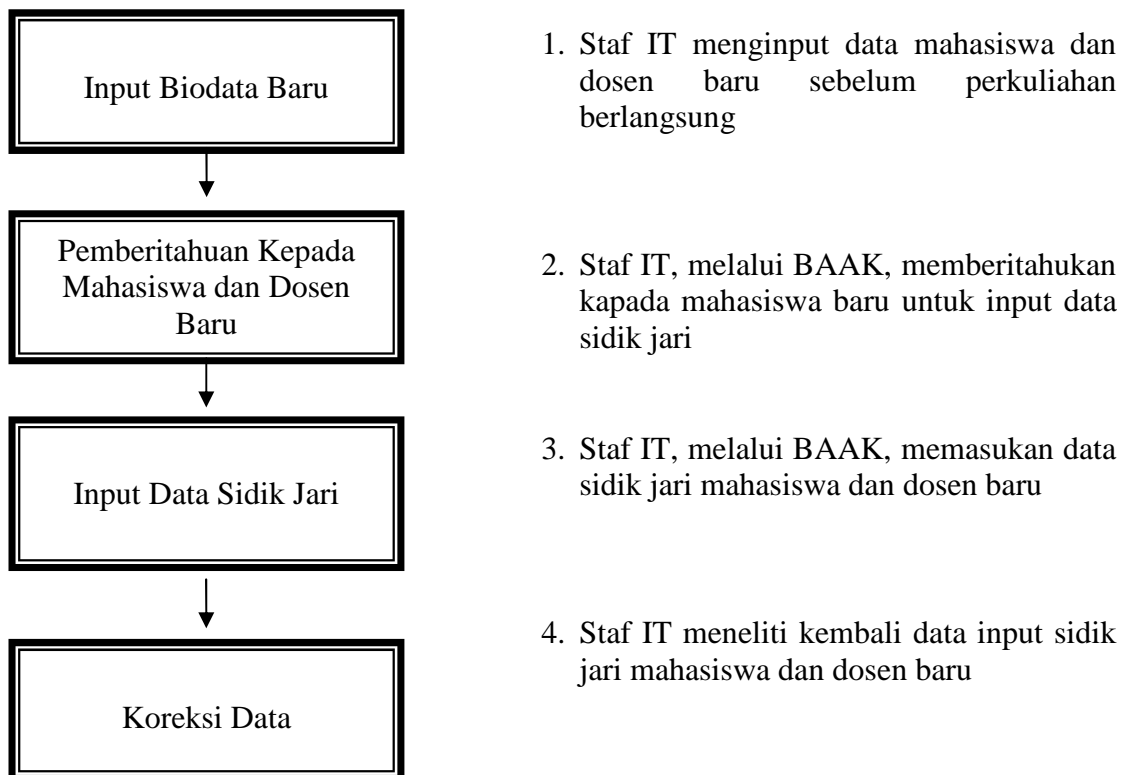 Input Biodata Baru
1. Staf IT menginput data mahasiswa dan
dosen baru sebelum perkuliahan
berlangsung
Pemberitahuan Kepada
Mahasiswa dan Dosen
Baru
2. Staf IT, melalui BAAK, memberitahukan
kapada mahasiswa baru untuk input data
sidik jari
Input Data Sidik Jari
3. Staf IT, melalui BAAK, memasukan data
sidik jari mahasiswa dan dosen baru
Koreksi Data
4. Staf IT meneliti kembali data input sidik
jari mahasiswa dan dosen baru